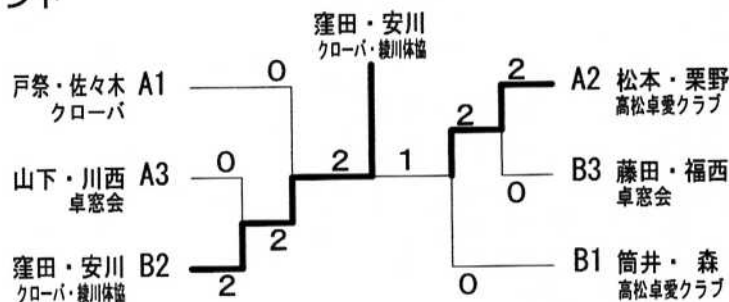 窪田・安川
クローバ・綾川体協
戸祭・佐々木 A1
クローバ
0
2
A2 松本・栗野
高松卓愛クラブ
2
山下・川西 A3
卓窓会
0
2
1
B3 藤田・福西
卓窓会
0
2
窪田・安川 B2
クローバ・綾川体協
2
B1 筒井・森
高松卓愛クラブ
0